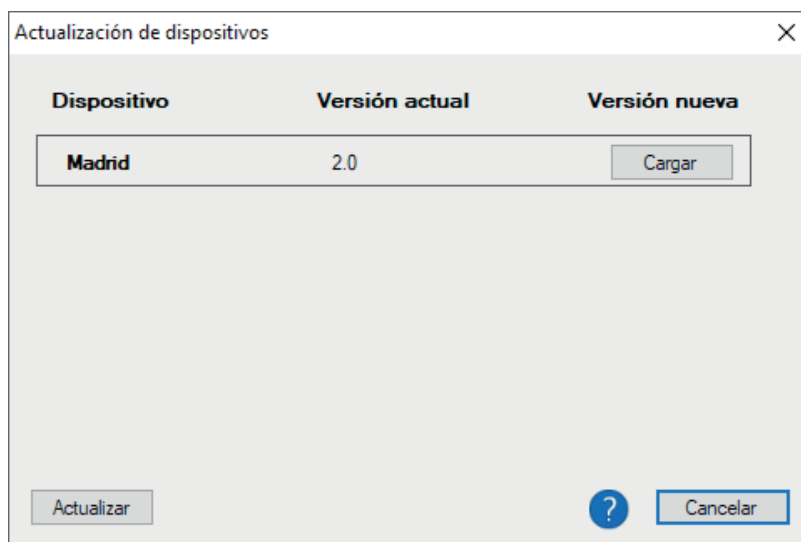 Actualización de dispositivos
Dispositivo Versión actual Versión nueva
Madrid 2.0 Cargar
Actualizar ? Cancelar